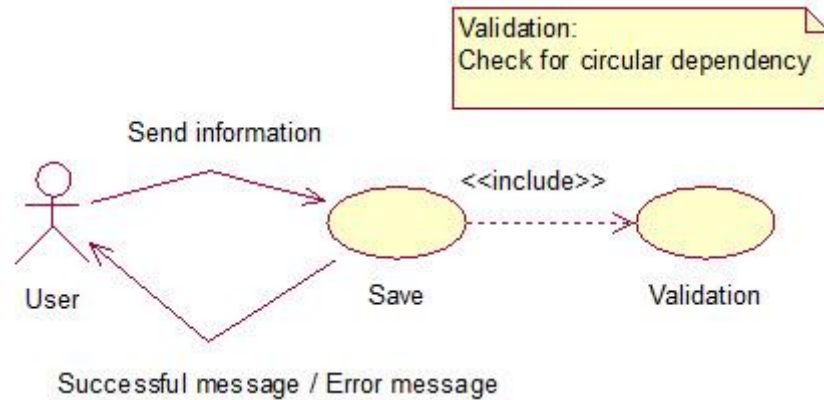 Validation:
Check for circular dependency
Send information
<<include>>
User
Save
Validation
Successful message / Error message